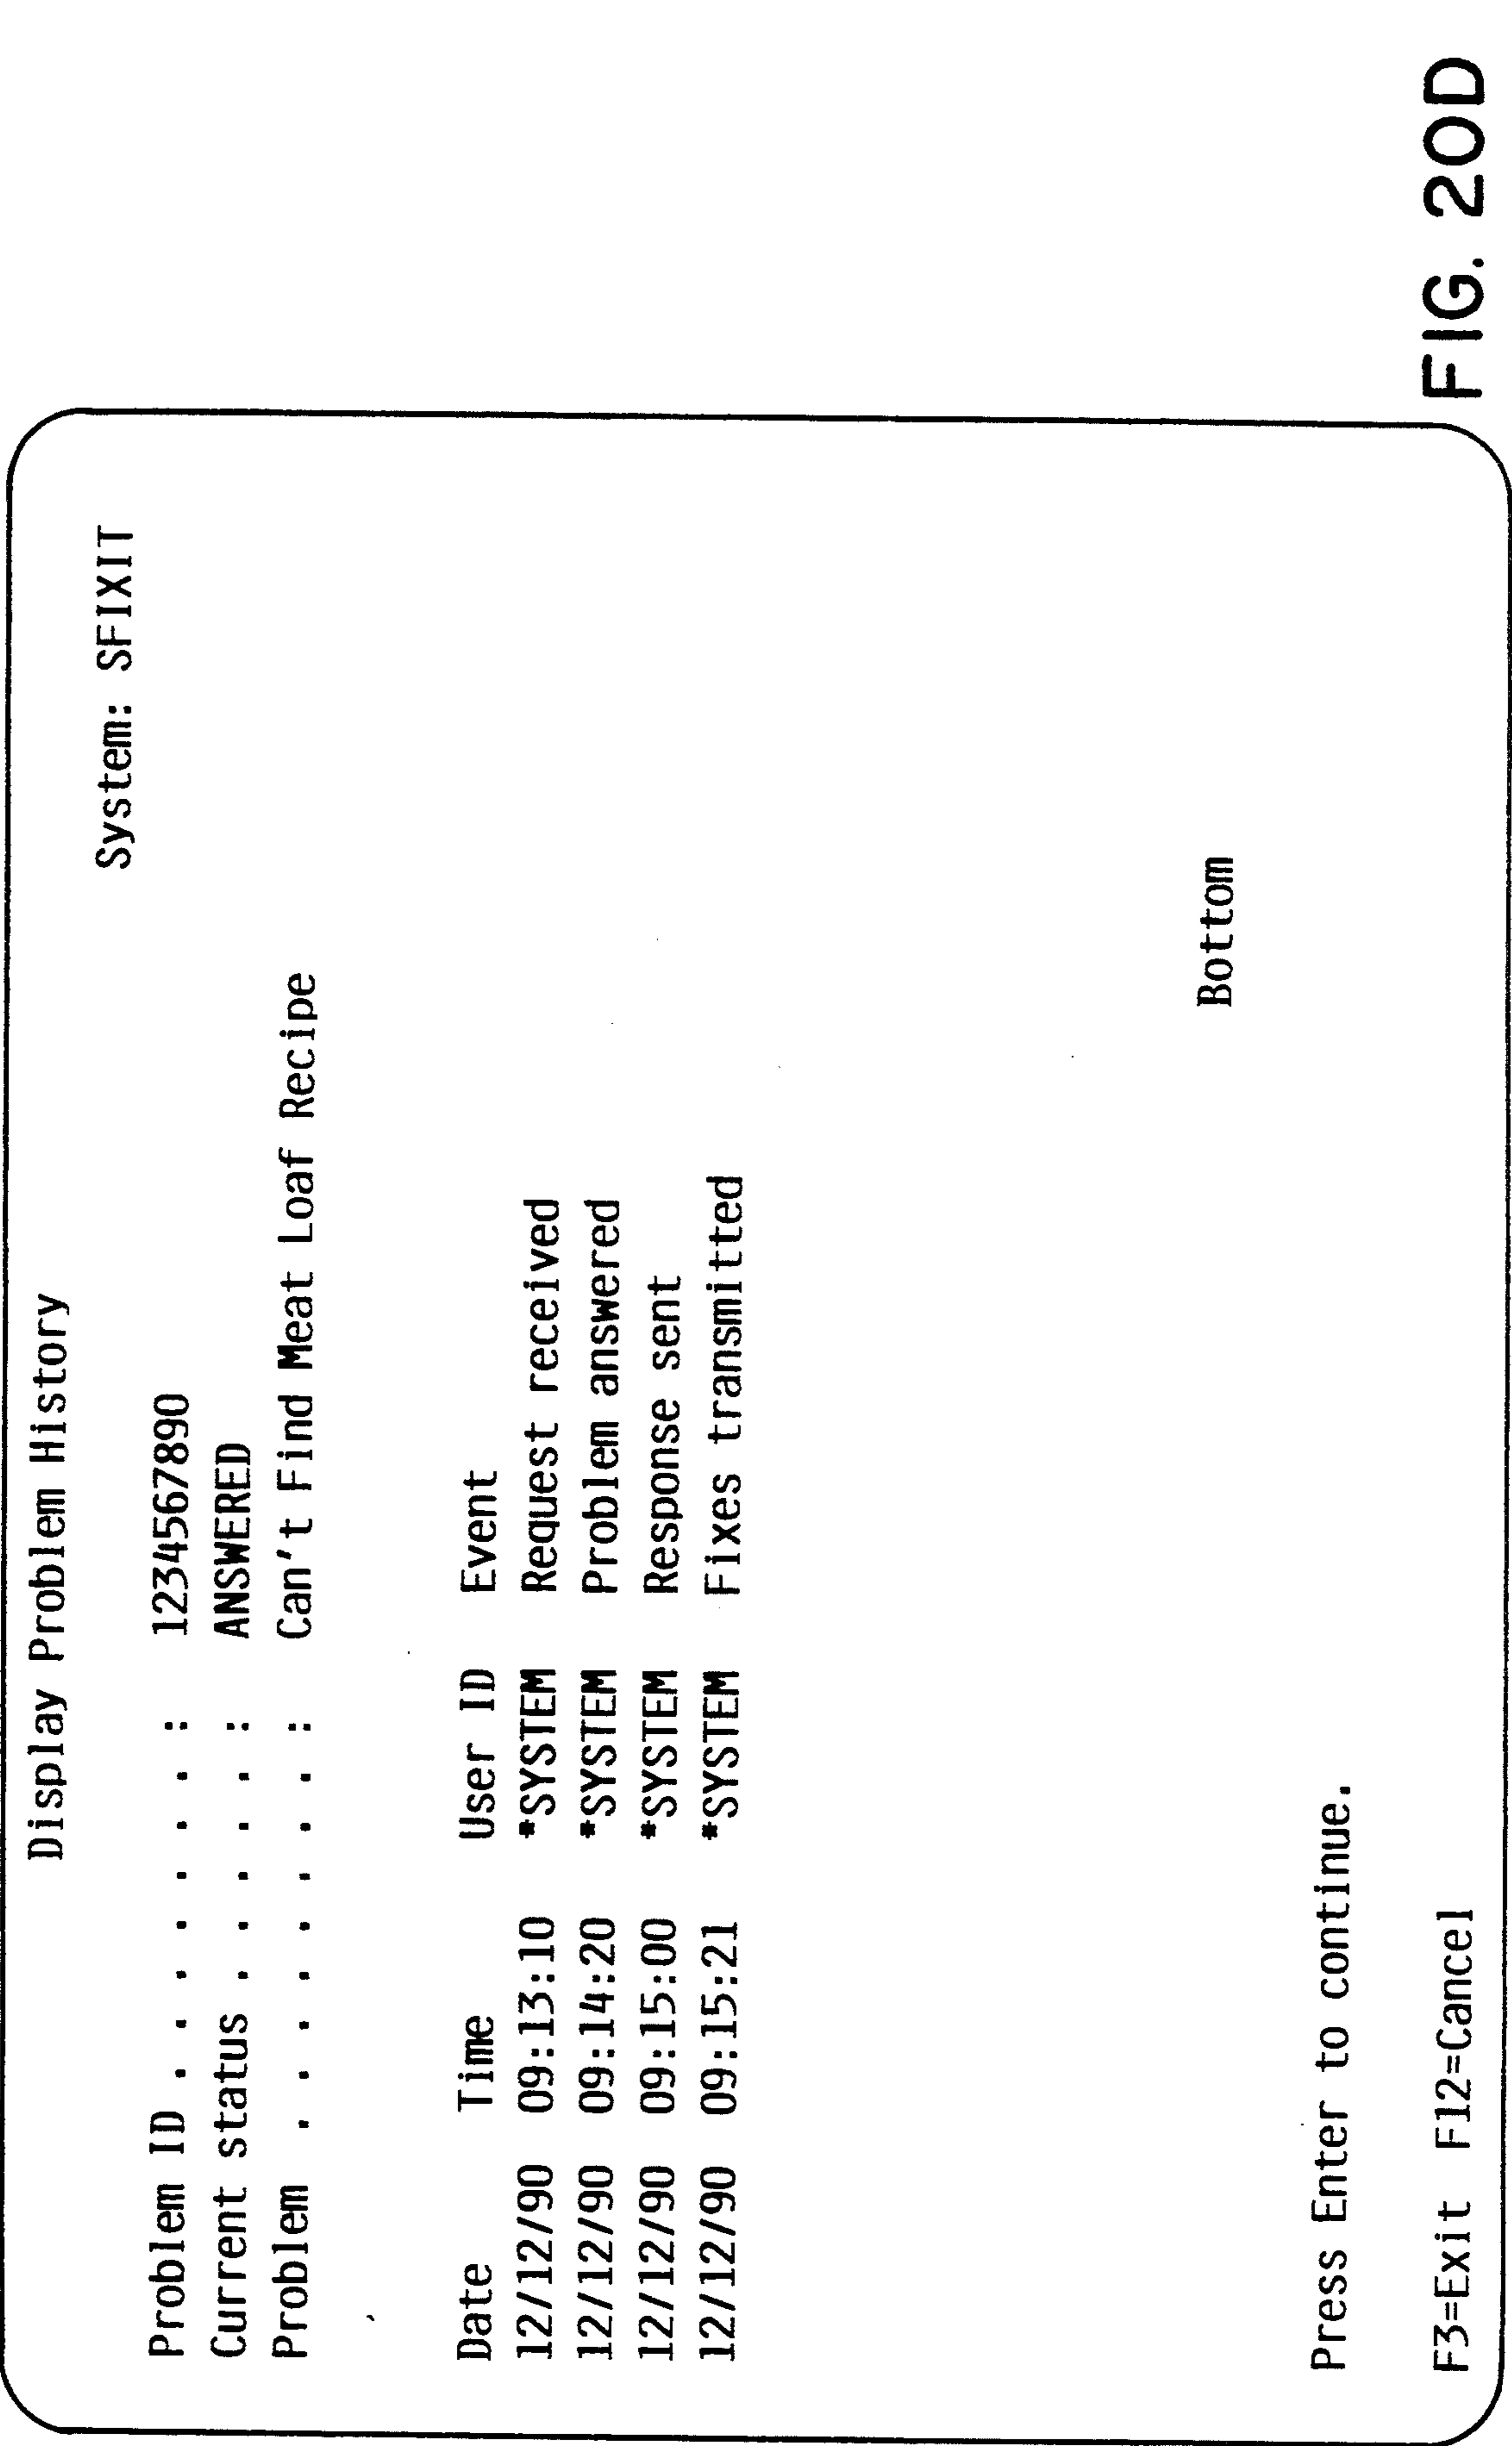 Display Problem History
System: SFIXIT
Problem ID . . . . . . . : 1234567890
Current status . . . . . : ANSWERED
Problem . . . . . . . . : Can't Find Meat Loaf Recipe
Date Time User ID Event
12/12/90 09:13:10 *SYSTEM Request received
12/12/90 09:14:20 *SYSTEM Problem answered
12/12/90 09:15:00 *SYSTEM Response sent
12/12/90 09:15:21 *SYSTEM Fixes transmitted
Bottom
Press Enter to continue.
F3=Exit F12=Cancel
FIG. 20D